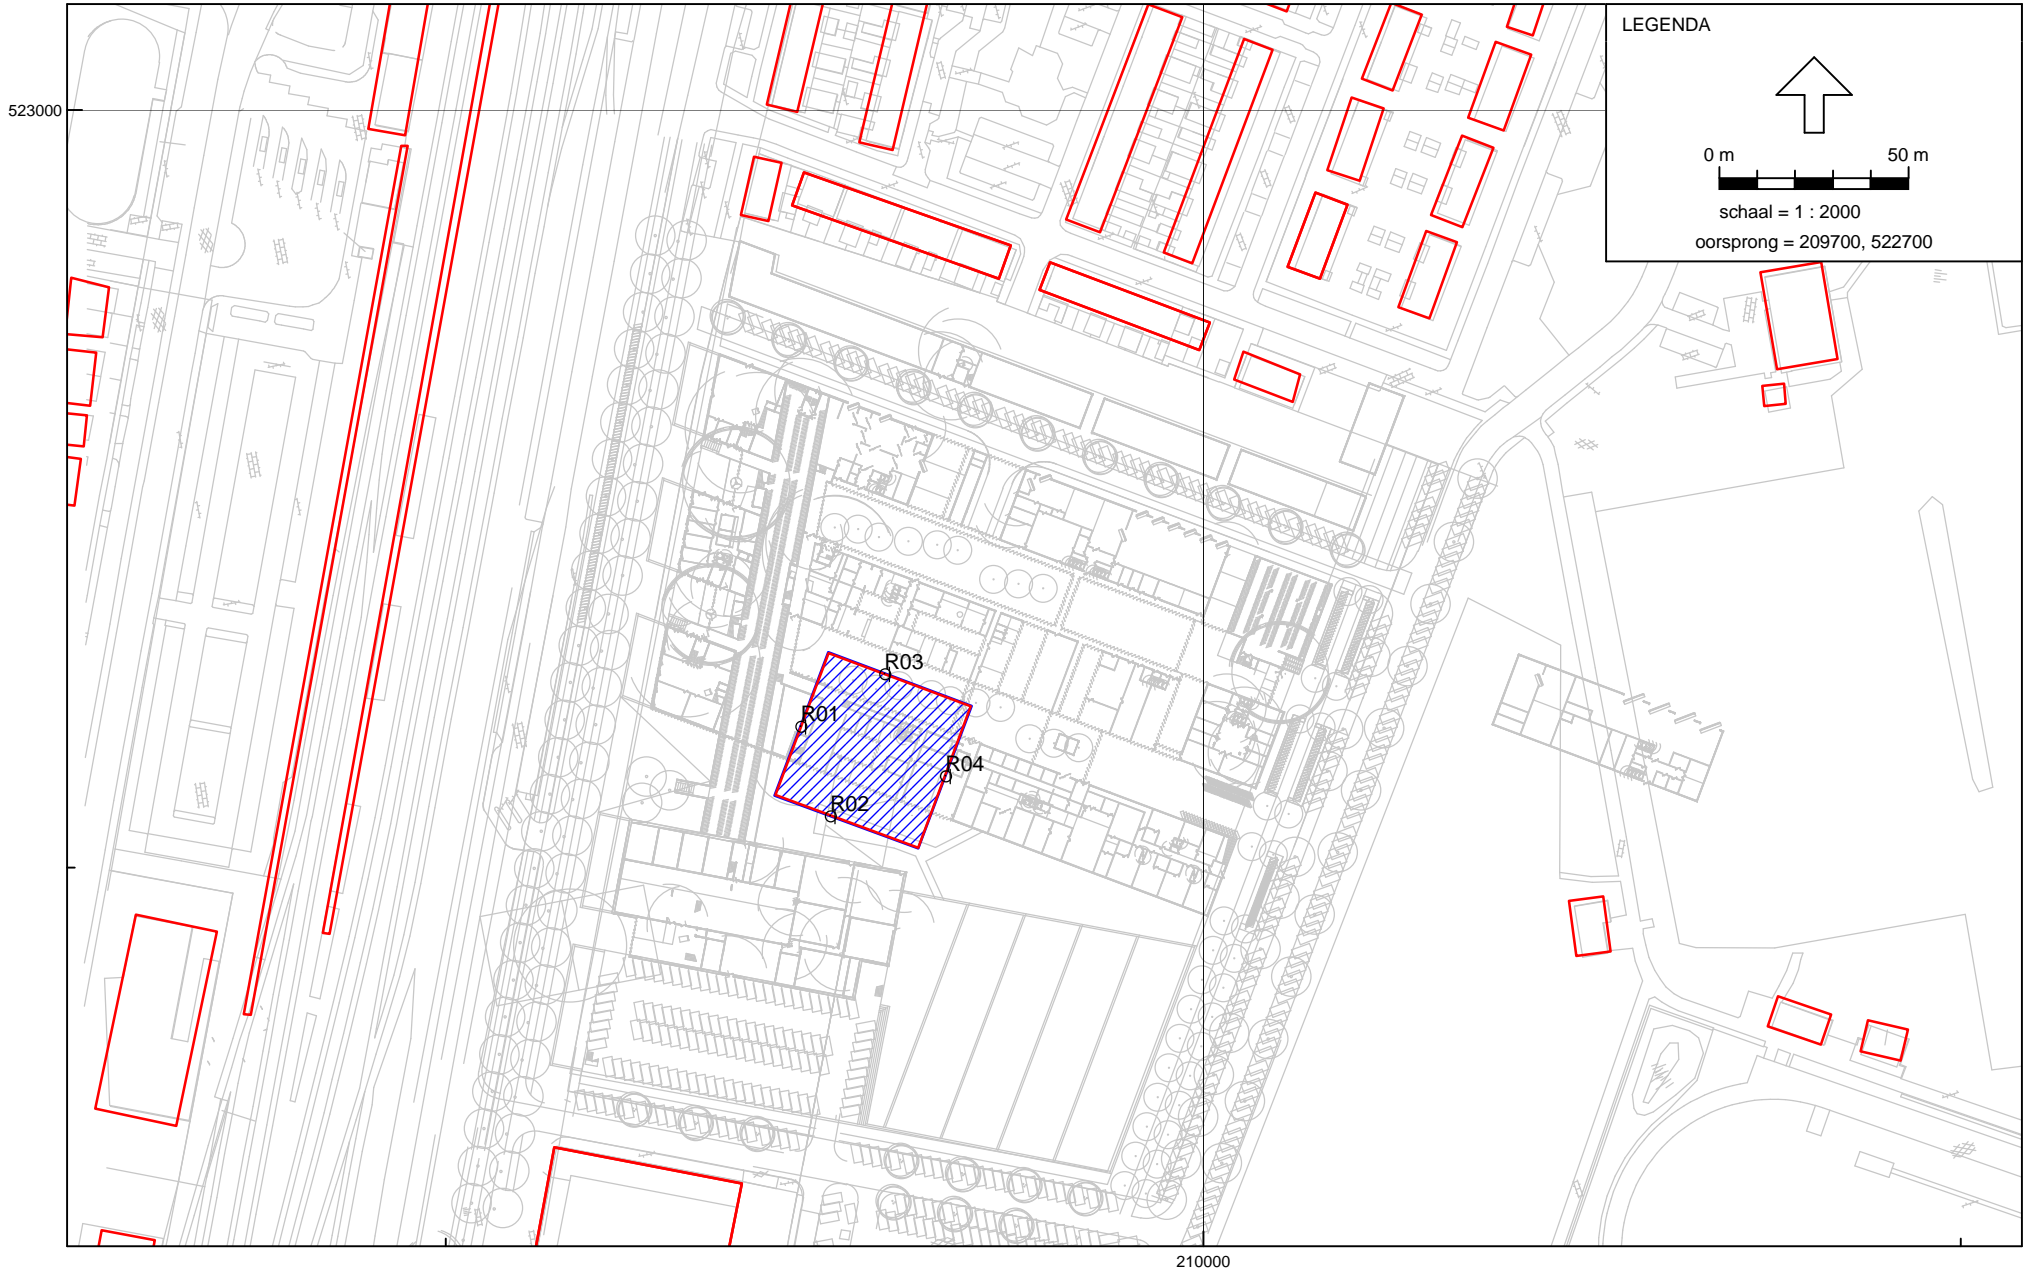 LEGENDA
523000
0 m 50 m
schaal = 1 : 2000
oorsprong = 209700, 522700
R03
R01
R04
R02
210000